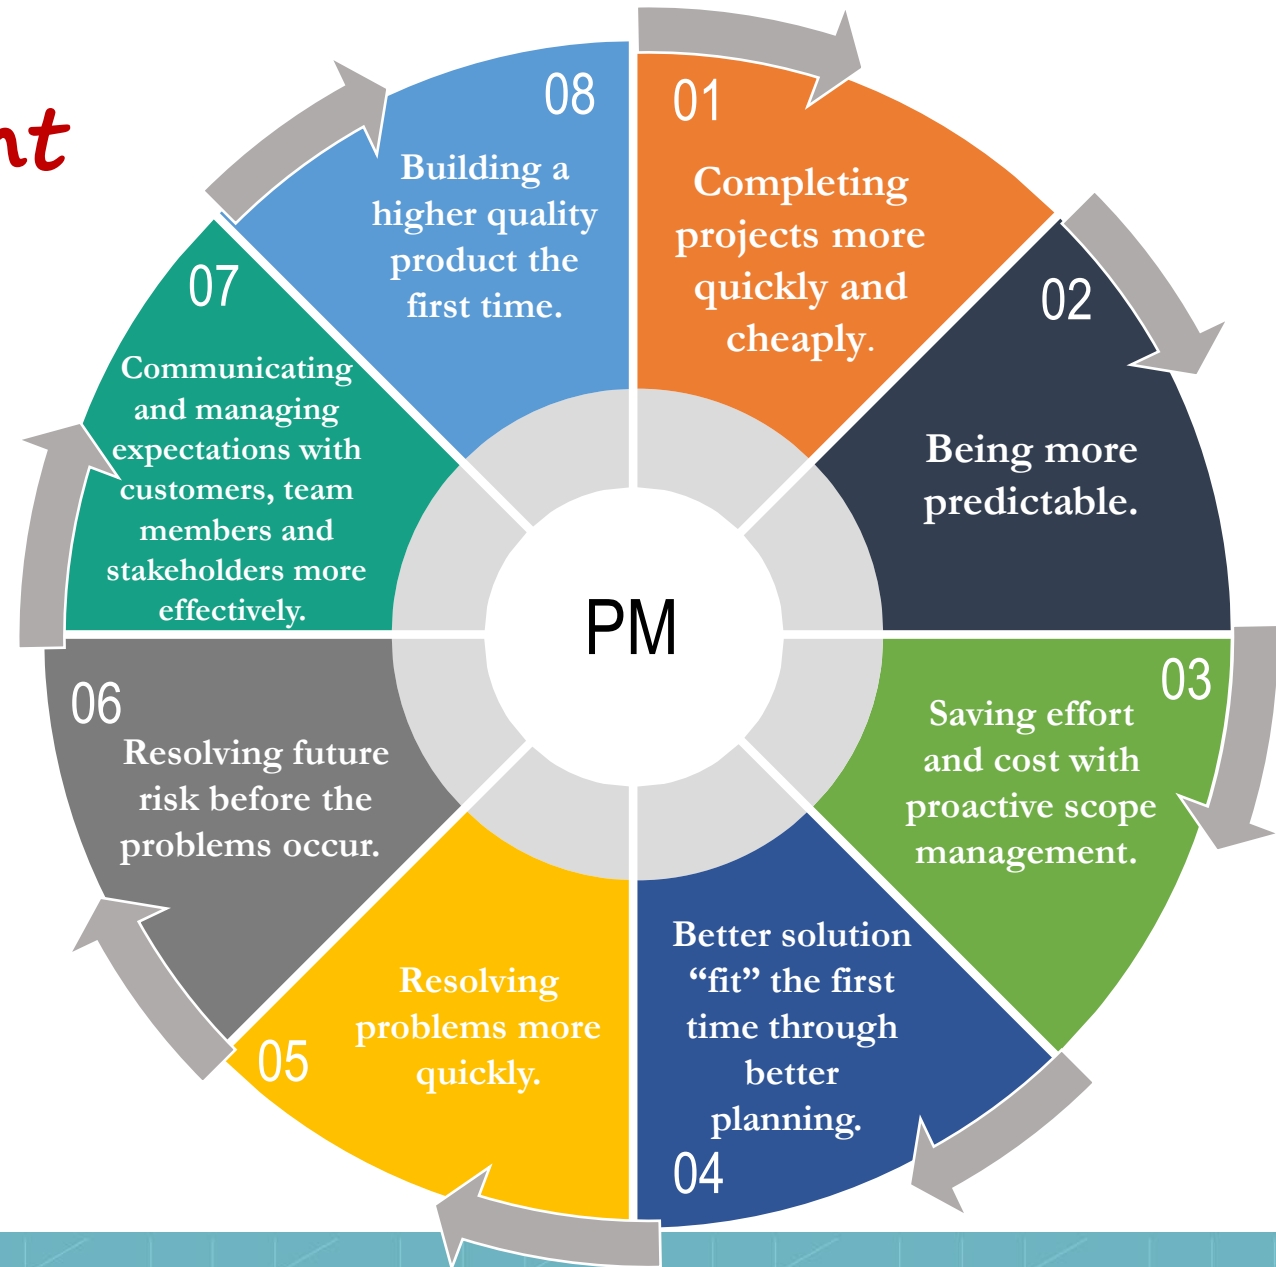 nt
01
Completing
projects more
quickly and
cheaply.
02
Being more
predictable.
03
Saving effort
and cost with
proactive scope
management.
Better solution
“fit” the first
time through
better
planning.
04
Resolving
problems more
quickly.
05
06
Resolving future
risk before the
problems occur.
07
Communicating
and managing
expectations with
customers, team
members and
stakeholders more
effectively.
08
Building a
higher quality
product the
first time.
PM